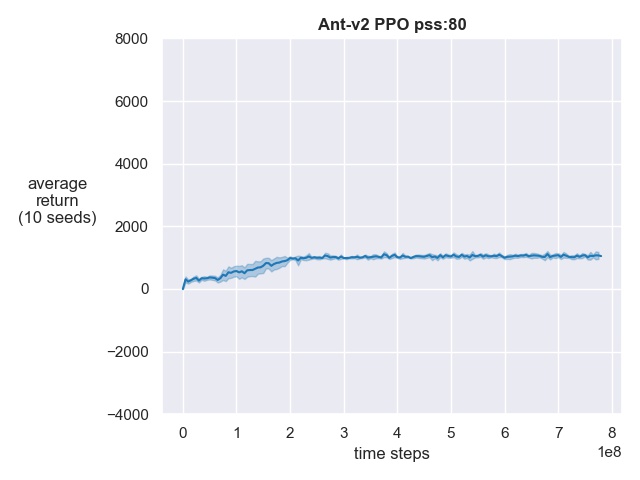 Ant-v2 PPO pss:80
8000
6000
4000
2000
0
−2000
−4000
average
return
(10 seeds)
0 1 2 3 4 5 6 7 8
1e8
time steps